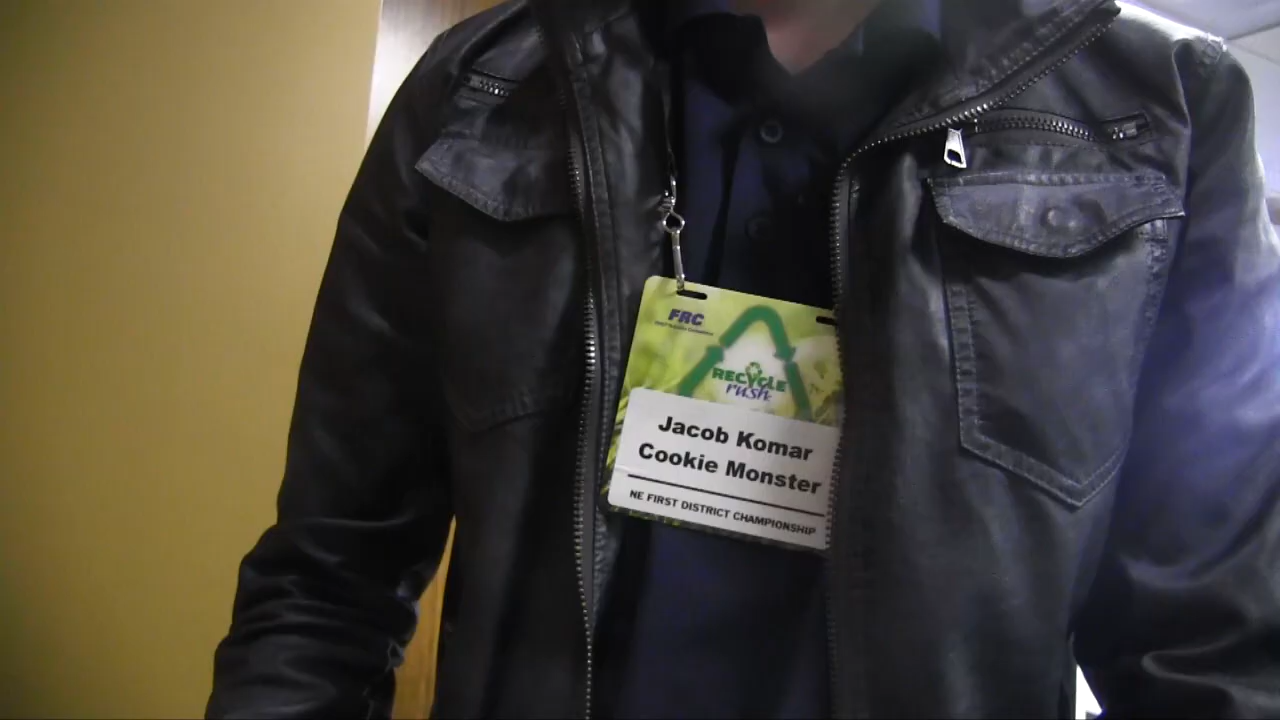 FRC
RECYCLE
rush
Jacob Komar
Cookie Monster
NE FIRST DISTRICT CHAMPIONSHIP